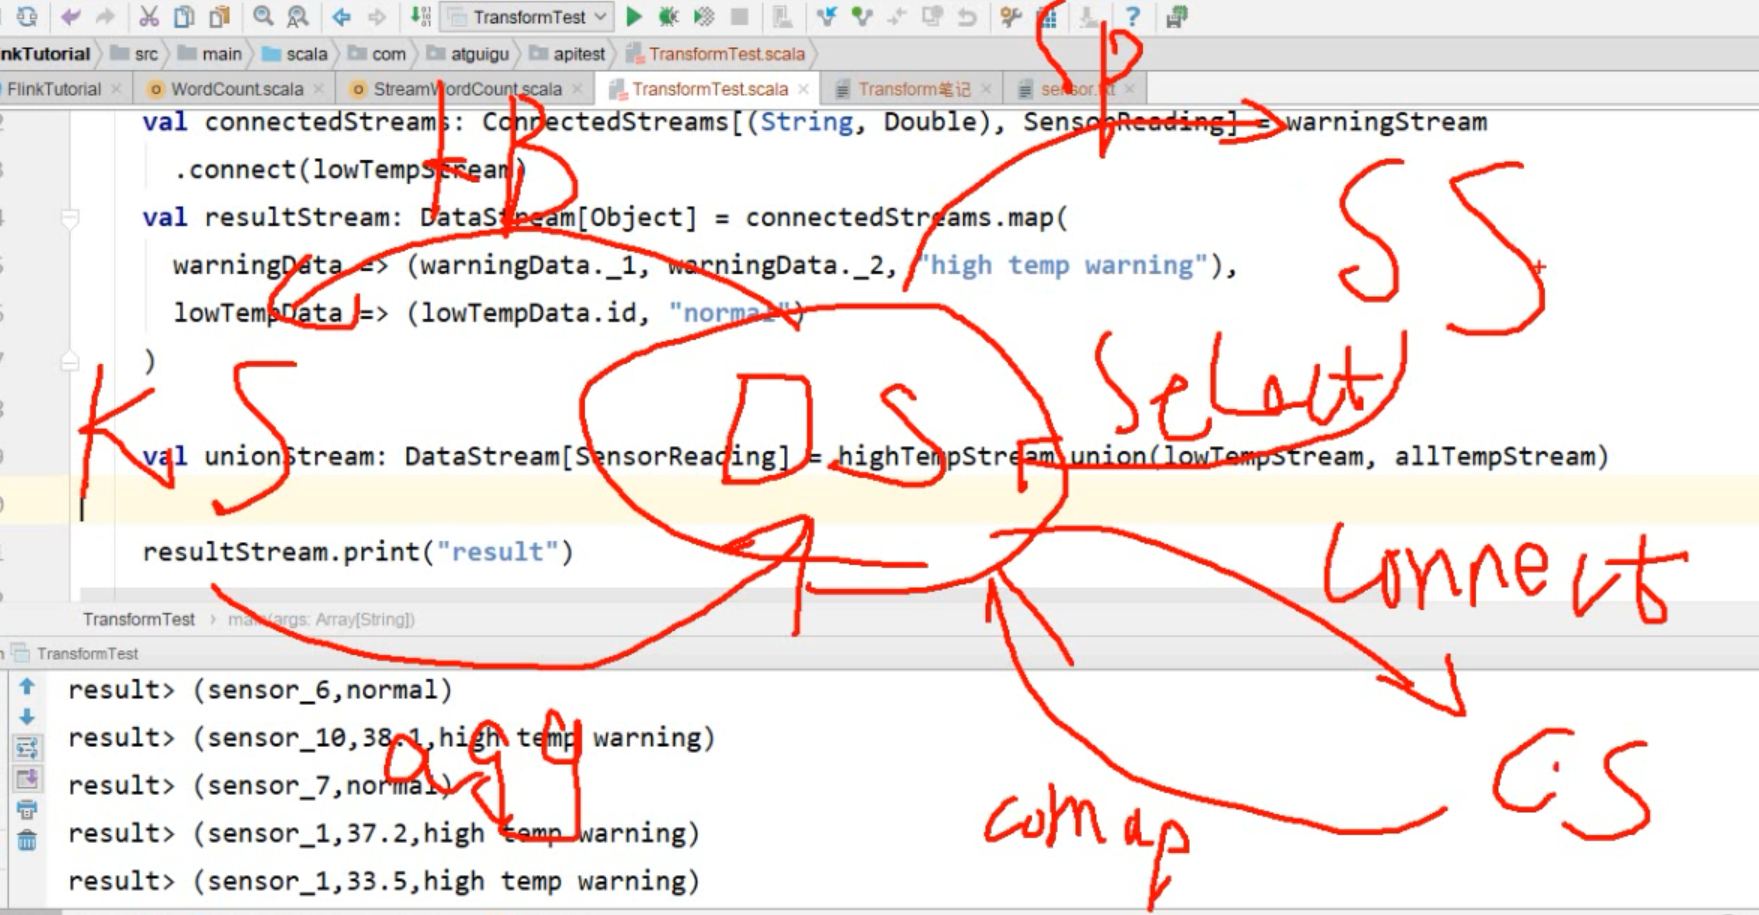 TransformTest
nkTutorial src main scala com atguigu apitest TransformTest.scala
FlinkTutorial WordCount.scala StreamWordCount.scala TransformTest.scala Transform笔记 sensor.txt
SP
KB
val connectedStreams: ConnectedStreams[(String, Double), SensorReading] = warningStream
.connect(lowTempStream)
val resultStream: DataStream[Object] = connectedStreams.map(
warningData => (warningData._1, warningData._2, "high temp warning"),
lowTempData => (lowTempData.id, "normal")
)
SS
KS
DS
Select
val unionStream: DataStream[SensorReading] = highTempStream.union(lowTempStream, allTempStream)
resultStream.print("result")
Connect
TransformTest main(args: Array[String])
TransformTest
result> (sensor_6,normal)
result> (sensor_10,38.1,high temp warning)
result> (sensor_7,normal)
result> (sensor_1,37.2,high temp warning)
result> (sensor_1,33.5,high temp warning)
agg
CS
comap